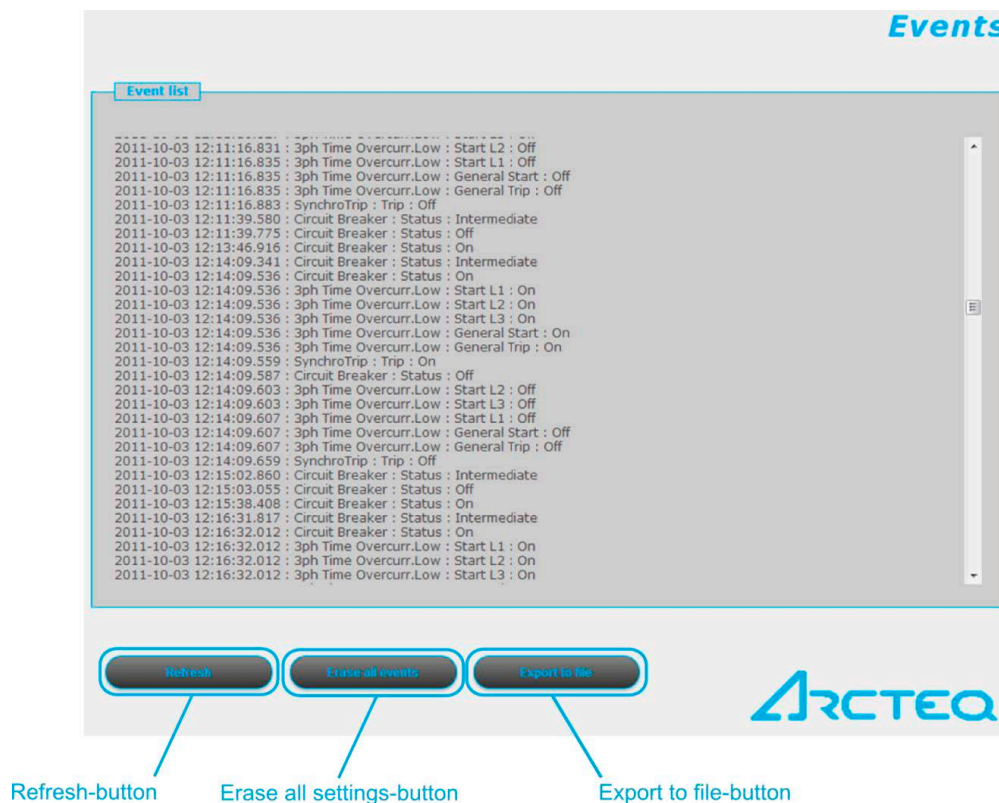 Events
Event list
2011-10-03 12:11:16.831 : 3ph Time Overcurr.Low : Start L2 : Off
2011-10-03 12:11:16.835 : 3ph Time Overcurr.Low : Start L1 : Off
2011-10-03 12:11:16.835 : 3ph Time Overcurr.Low : General Start : Off
2011-10-03 12:11:16.835 : 3ph Time Overcurr.Low : General Trip : Off
2011-10-03 12:11:16.883 : SynchroTrip : Trip : Off
2011-10-03 12:11:39.580 : Circuit Breaker : Status : Intermediate
2011-10-03 12:11:39.775 : Circuit Breaker : Status : Off
2011-10-03 12:13:46.916 : Circuit Breaker : Status : On
2011-10-03 12:14:09.341 : Circuit Breaker : Status : Intermediate
2011-10-03 12:14:09.536 : Circuit Breaker : Status : On
2011-10-03 12:14:09.536 : 3ph Time Overcurr.Low : Start L1 : On
2011-10-03 12:14:09.536 : 3ph Time Overcurr.Low : Start L2 : On
2011-10-03 12:14:09.536 : 3ph Time Overcurr.Low : Start L3 : On
2011-10-03 12:14:09.536 : 3ph Time Overcurr.Low : General Start : On
2011-10-03 12:14:09.536 : 3ph Time Overcurr.Low : General Trip : On
2011-10-03 12:14:09.559 : SynchroTrip : Trip : On
2011-10-03 12:14:09.587 : Circuit Breaker : Status : Off
2011-10-03 12:14:09.603 : 3ph Time Overcurr.Low : Start L2 : Off
2011-10-03 12:14:09.603 : 3ph Time Overcurr.Low : Start L3 : Off
2011-10-03 12:14:09.607 : 3ph Time Overcurr.Low : Start L1 : Off
2011-10-03 12:14:09.607 : 3ph Time Overcurr.Low : General Start : Off
2011-10-03 12:14:09.607 : 3ph Time Overcurr.Low : General Trip : Off
2011-10-03 12:14:09.659 : SynchroTrip : Trip : Off
2011-10-03 12:15:02.860 : Circuit Breaker : Status : Intermediate
2011-10-03 12:15:03.055 : Circuit Breaker : Status : Off
2011-10-03 12:15:38.408 : Circuit Breaker : Status : On
2011-10-03 12:16:31.817 : Circuit Breaker : Status : Intermediate
2011-10-03 12:16:32.012 : Circuit Breaker : Status : On
2011-10-03 12:16:32.012 : 3ph Time Overcurr.Low : Start L1 : On
2011-10-03 12:16:32.012 : 3ph Time Overcurr.Low : Start L2 : On
2011-10-03 12:16:32.012 : 3ph Time Overcurr.Low : Start L3 : On
Refresh
Erase all events
Export to file
ARCTEQ
Refresh-button
Erase all settings-button
Export to file-button